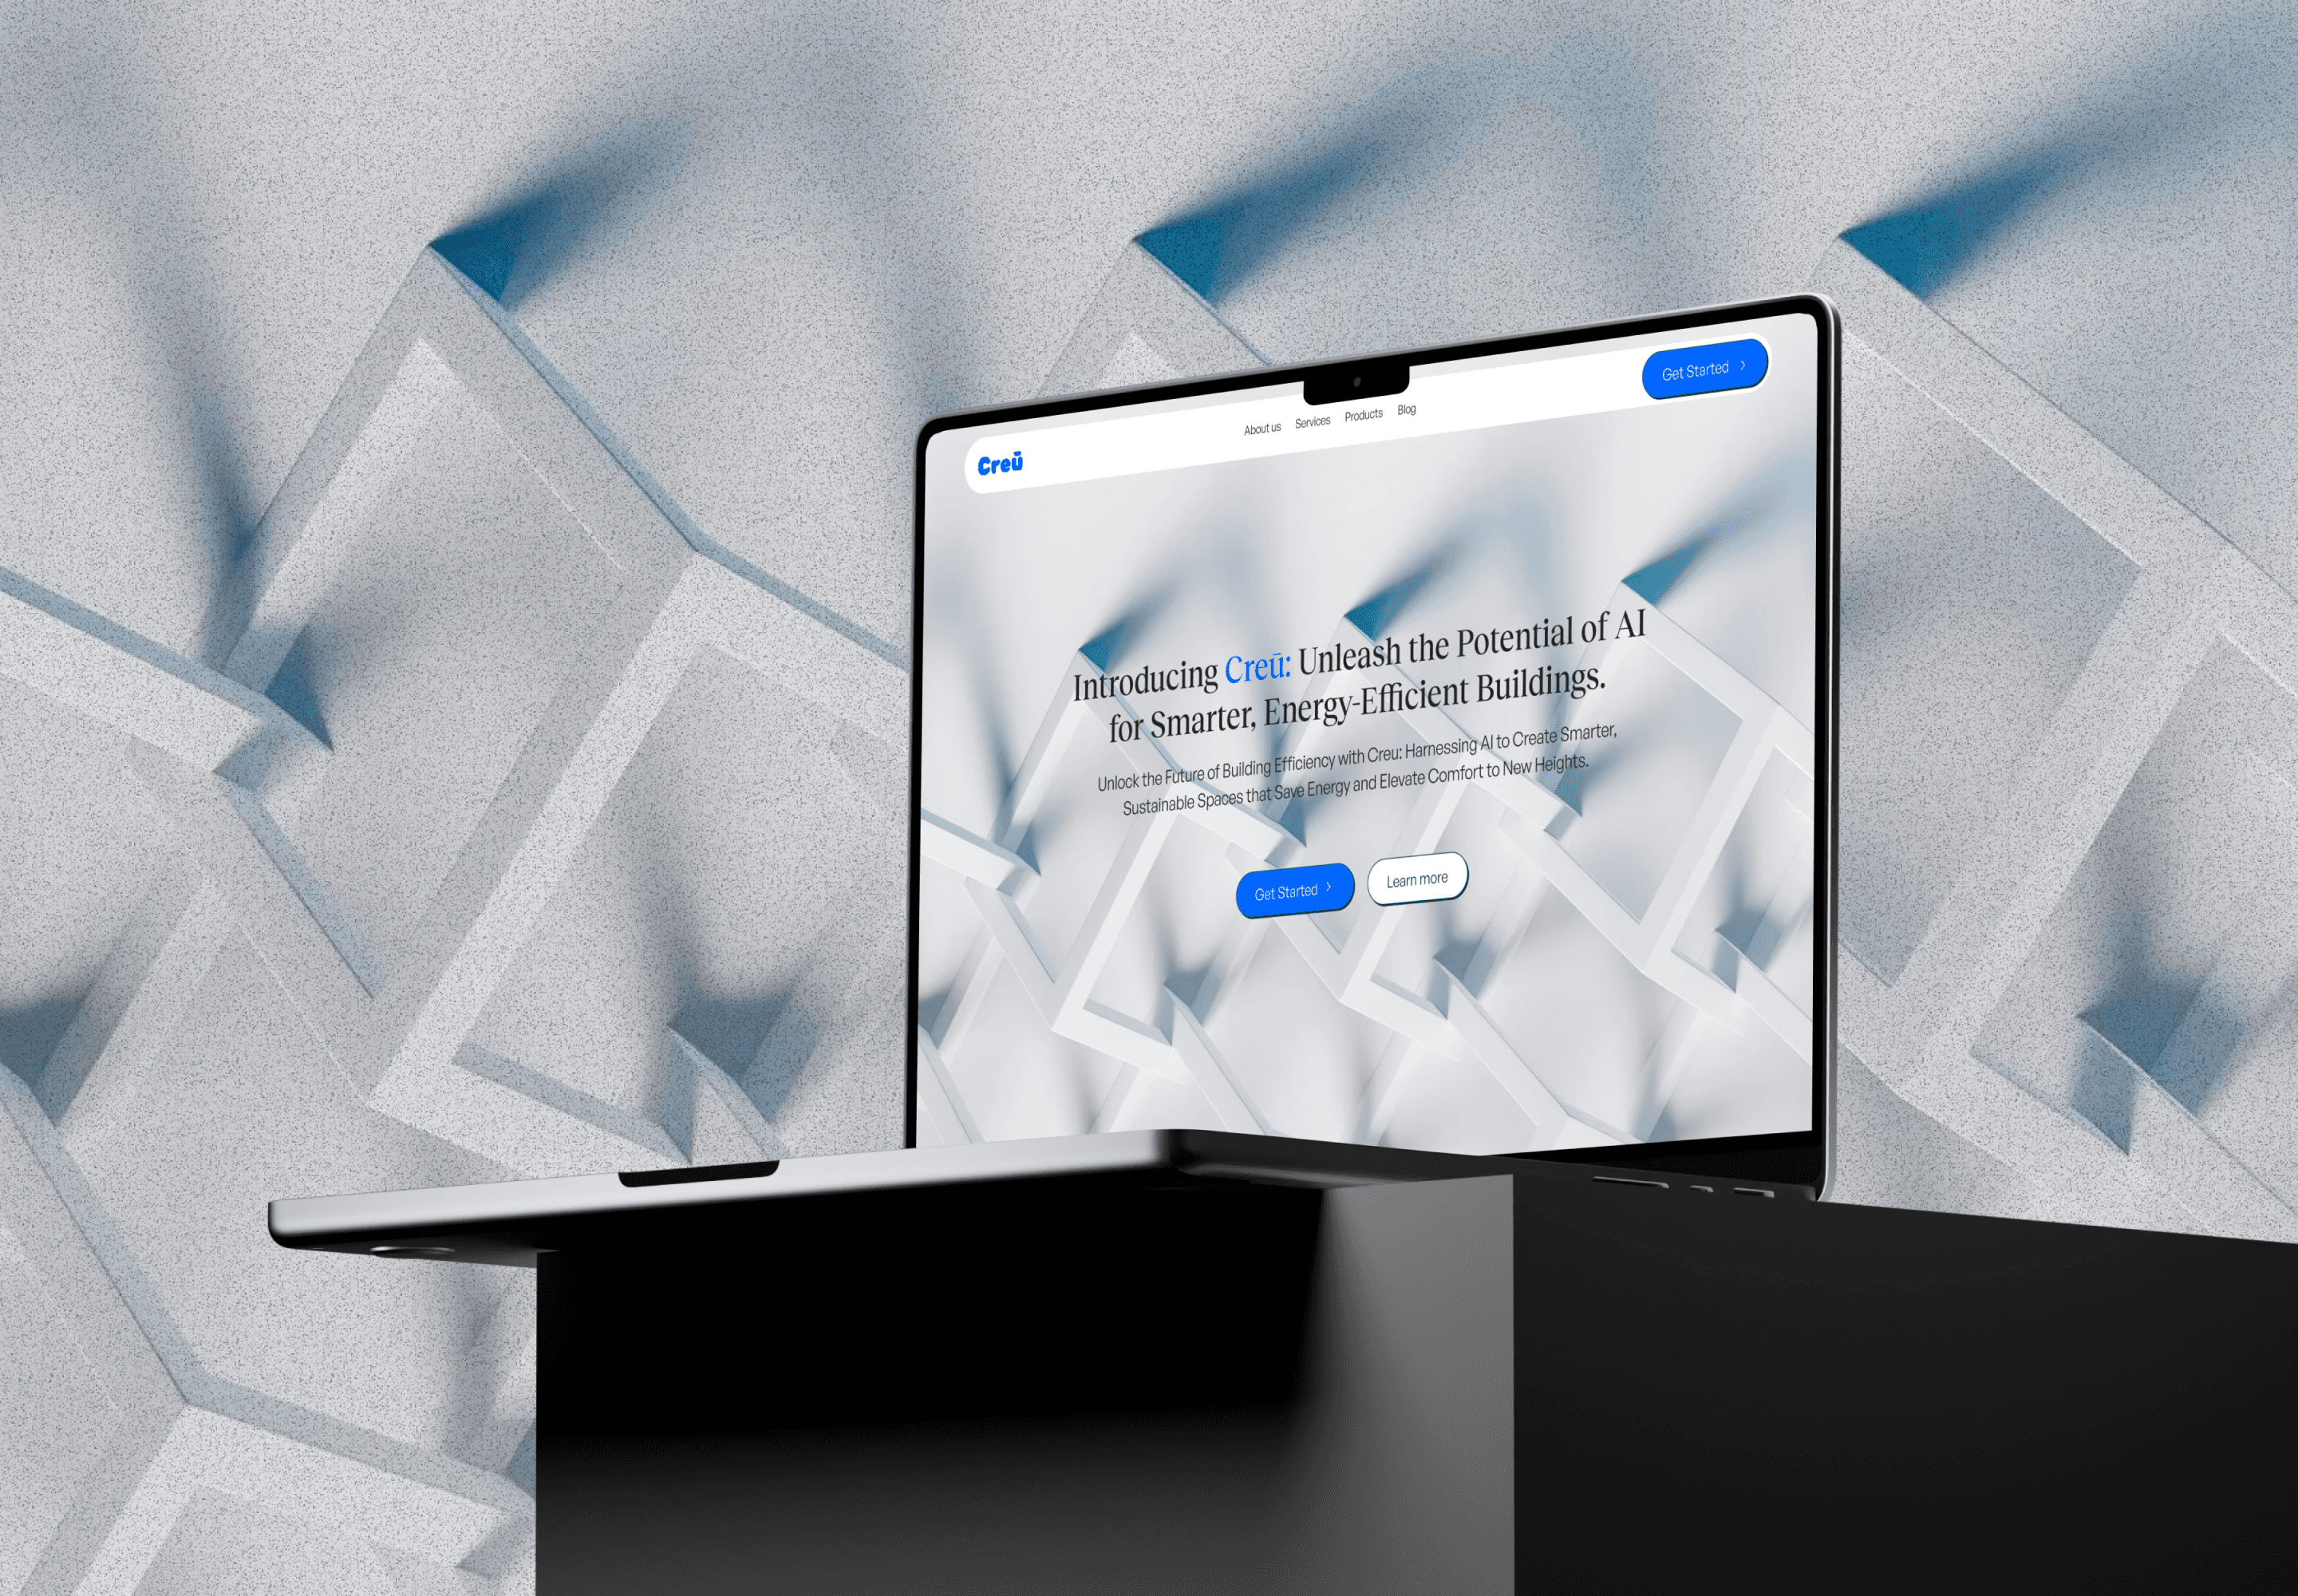 Creū
About us Services Products Blog
Get Started
Introducing Creū: Unleash the Potential of AI
for Smarter, Energy-Efficient Buildings.
Unlock the Future of Building Efficiency with Creu: Harnessing AI to Create Smarter,
Sustainable Spaces that Save Energy and Elevate Comfort to New Heights.
Get Started Learn more